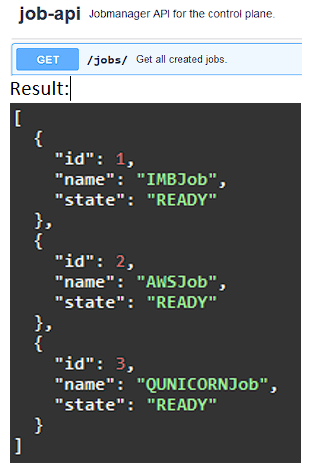 job-api Jobmanager API for the control plane.
GET /jobs/ Get all created jobs.
Result:
[
{
"id": 1,
"name": "IMBJob",
"state": "READY"
},
{
"id": 2,
"name": "AWSJob",
"state": "READY"
},
{
"id": 3,
"name": "QUNICORNJob",
"state": "READY"
}
]